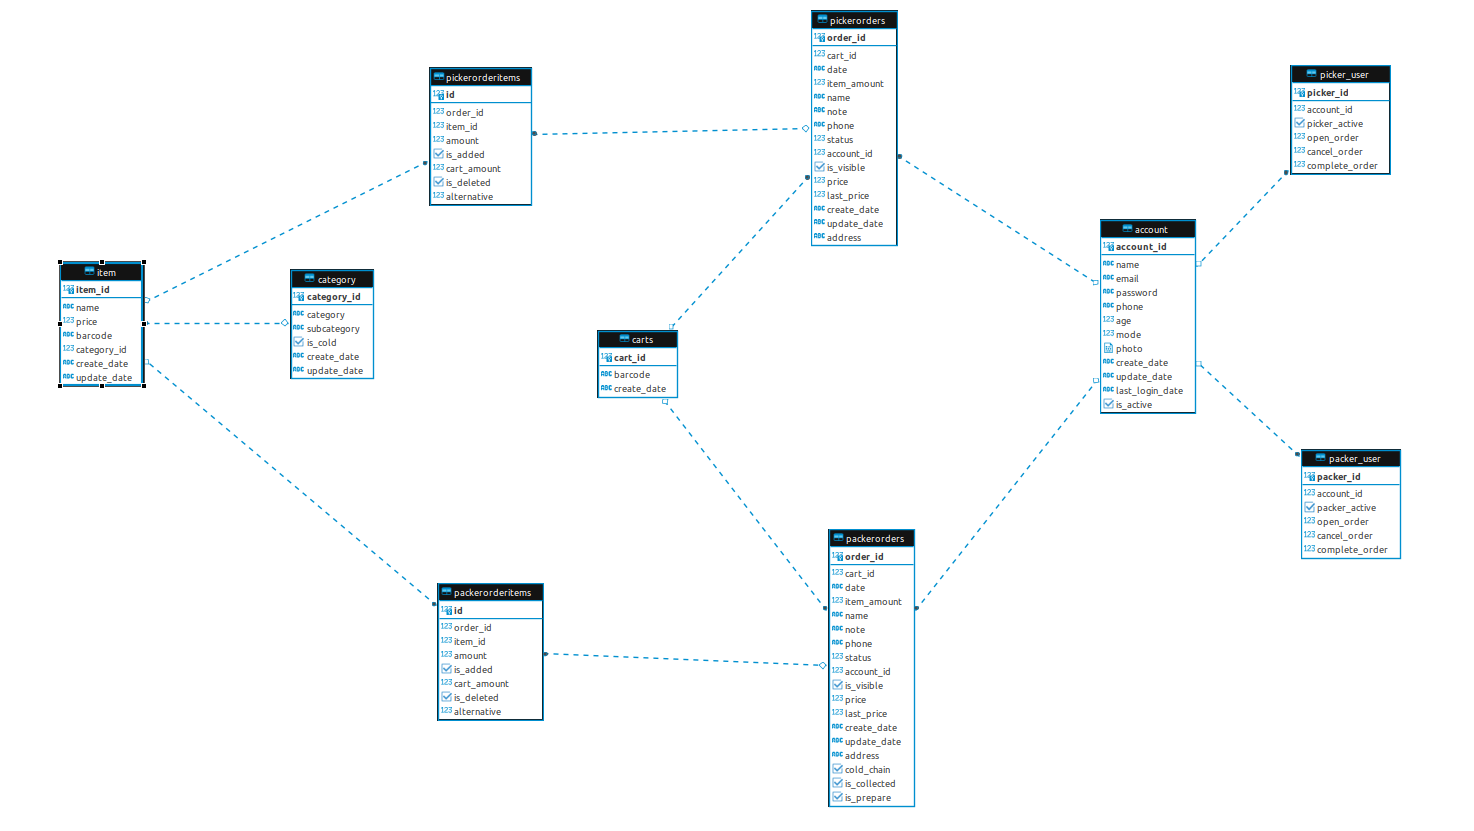 pickerorders
order_id
cart_id
date
item_amount
name
note
phone
status
account_id
is_visible
price
last_price
create_date
update_date
address
pickerorderitems
id
order_id
item_id
amount
is_added
cart_amount
is_deleted
alternative
picker_user
picker_id
account_id
picker_active
open_order
cancel_order
complete_order
item
item_id
name
price
barcode
category_id
create_date
update_date
category
category_id
category
subcategory
is_cold
create_date
update_date
carts
cart_id
barcode
create_date
account
account_id
name
email
password
phone
age
mode
photo
create_date
update_date
last_login_date
is_active
packer_user
packer_id
account_id
packer_active
open_order
cancel_order
complete_order
packerorderitems
id
order_id
item_id
amount
is_added
cart_amount
is_deleted
alternative
packerorders
order_id
cart_id
date
item_amount
name
note
phone
status
account_id
is_visible
price
last_price
create_date
update_date
address
cold_chain
is_collected
is_prepare